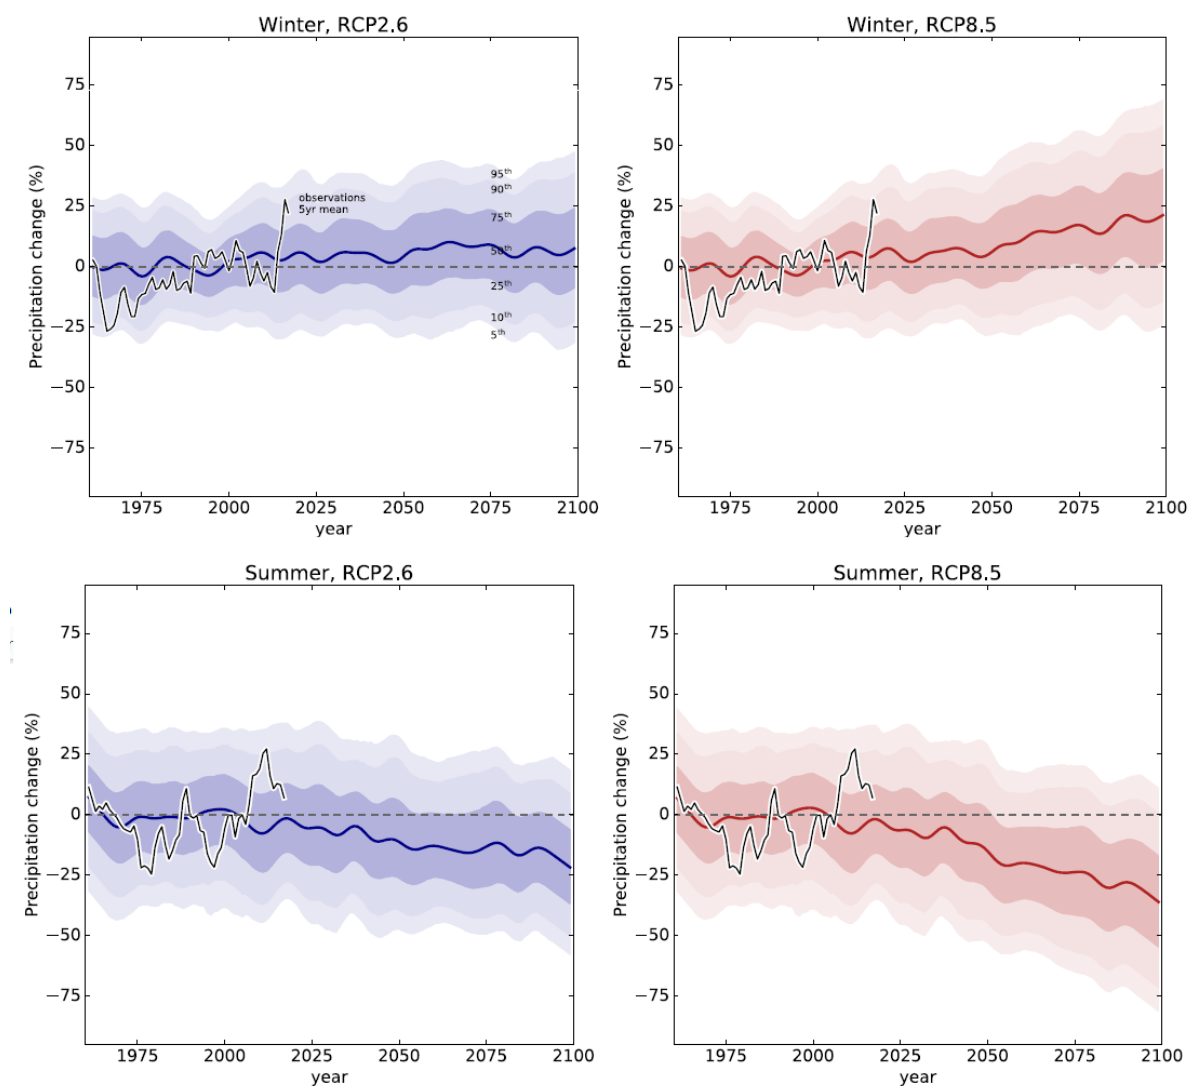 Winter, RCP2.6
Precipitation change (%)
75
50
25
0
−25
−50
−75
observations
5yr mean
95th
90th
75th
50th
25th
10th
5th
1975 2000 2025 2050 2075 2100
year
Winter, RCP8.5
Precipitation change (%)
75
50
25
0
−25
−50
−75
1975 2000 2025 2050 2075 2100
year
Summer, RCP2.6
Precipitation change (%)
75
50
25
0
−25
−50
−75
1975 2000 2025 2050 2075 2100
year
Summer, RCP8.5
Precipitation change (%)
75
50
25
0
−25
−50
−75
1975 2000 2025 2050 2075 2100
year